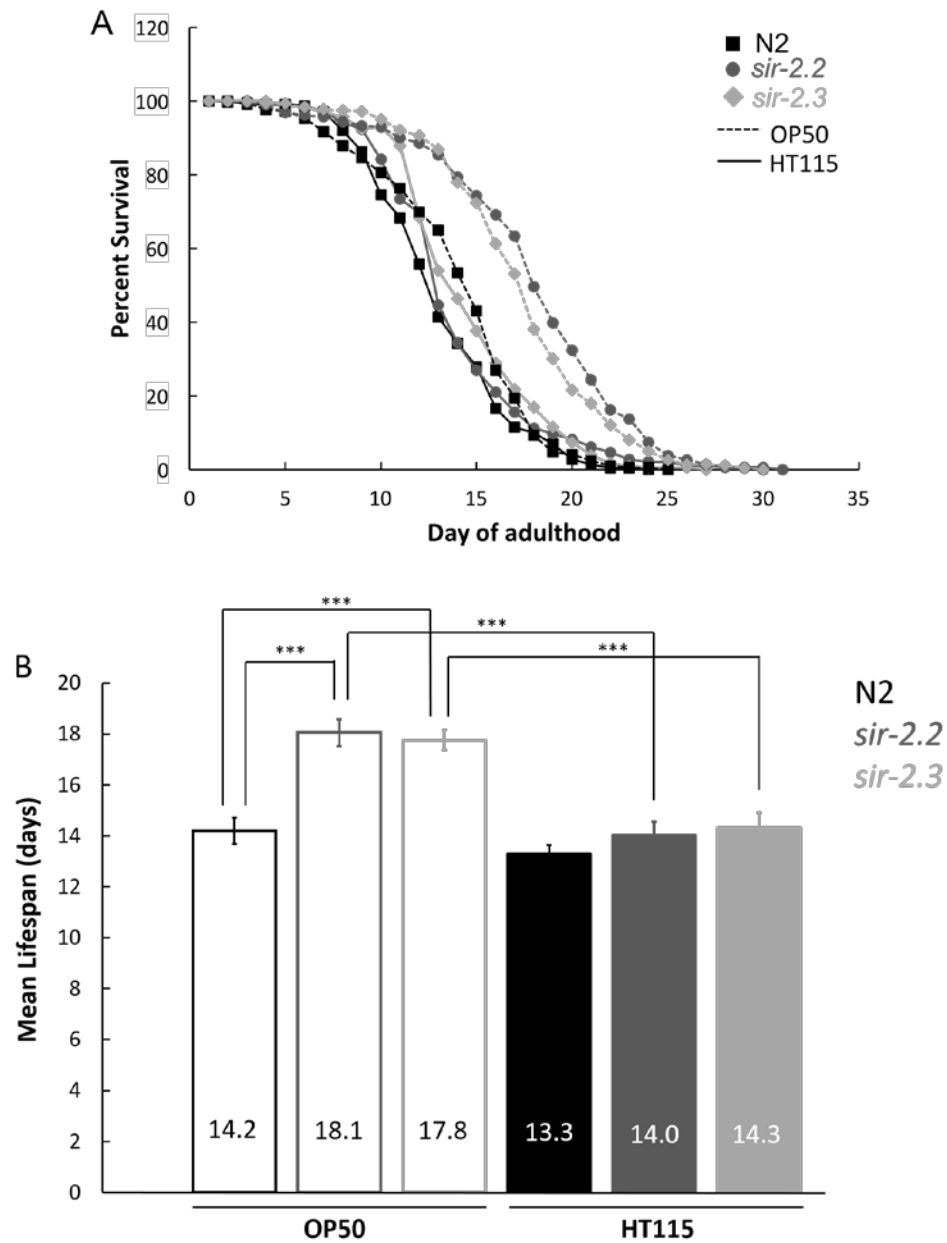 A
120
100
80
60
40
20
0
Percent Survival
0 5 10 15 20 25 30 35
Day of adulthood
N2
sir-2.2
sir-2.3
OP50
HT115
B
***
***
***
***
20
18
16
14
12
10
8
6
4
2
0
Mean Lifespan (days)
14.2 18.1 17.8 13.3 14.0 14.3
OP50 HT115
N2
sir-2.2
sir-2.3